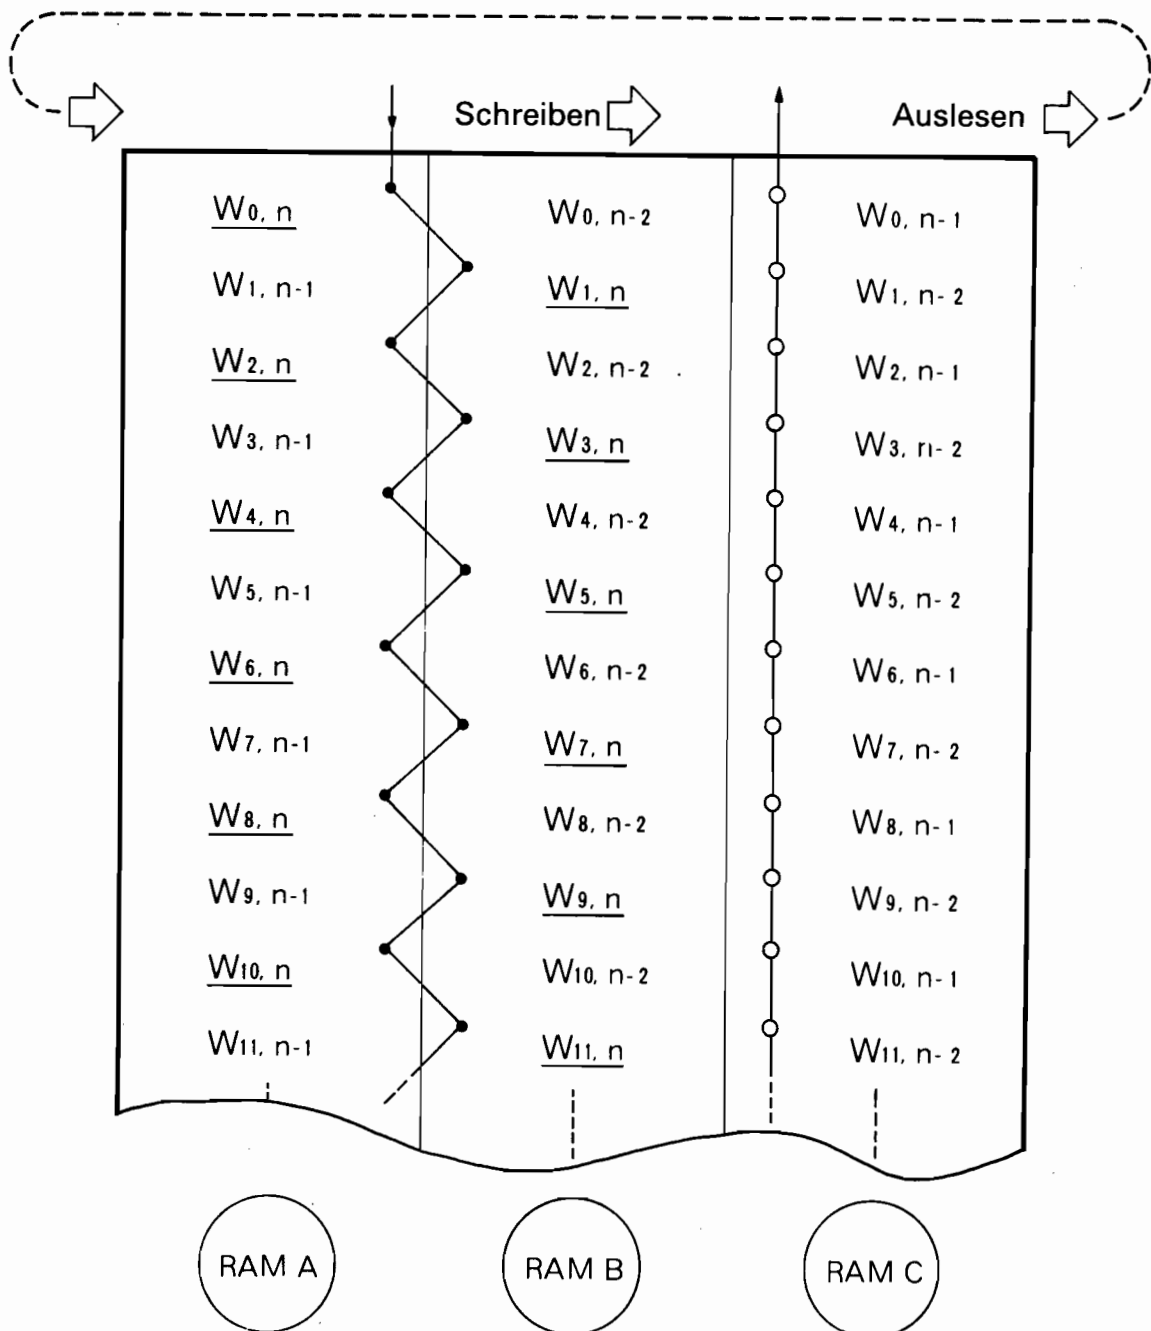 Schreiben Auslesen
W0, n W0, n-2 W0, n-1
W1, n-1 W1, n W1, n-2
W2, n W2, n-2 W2, n-1
W3, n-1 W3, n W3, n-2
W4, n W4, n-2 W4, n-1
W5, n-1 W5, n W5, n-2
W6, n W6, n-2 W6, n-1
W7, n-1 W7, n W7, n-2
W8, n W8, n-2 W8, n-1
W9, n-1 W9, n W9, n-2
W10, n W10, n-2 W10, n-1
W11, n-1 W11, n W11, n-2
RAM A RAM B RAM C